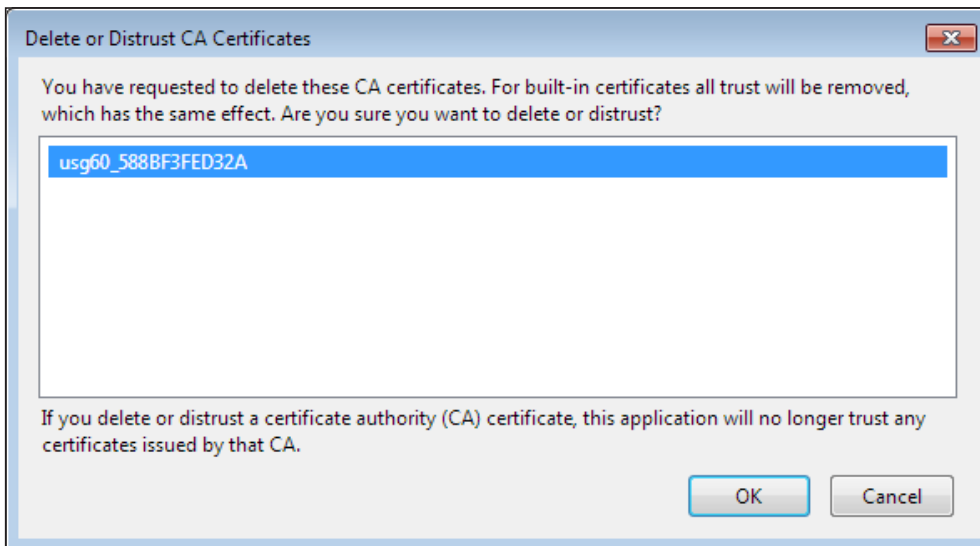 Delete or Distrust CA Certificates
You have requested to delete these CA certificates. For built-in certificates all trust will be removed,
which has the same effect. Are you sure you want to delete or distrust?
usg60_588BF3FED32A
If you delete or distrust a certificate authority (CA) certificate, this application will no longer trust any
certificates issued by that CA.
OK
Cancel